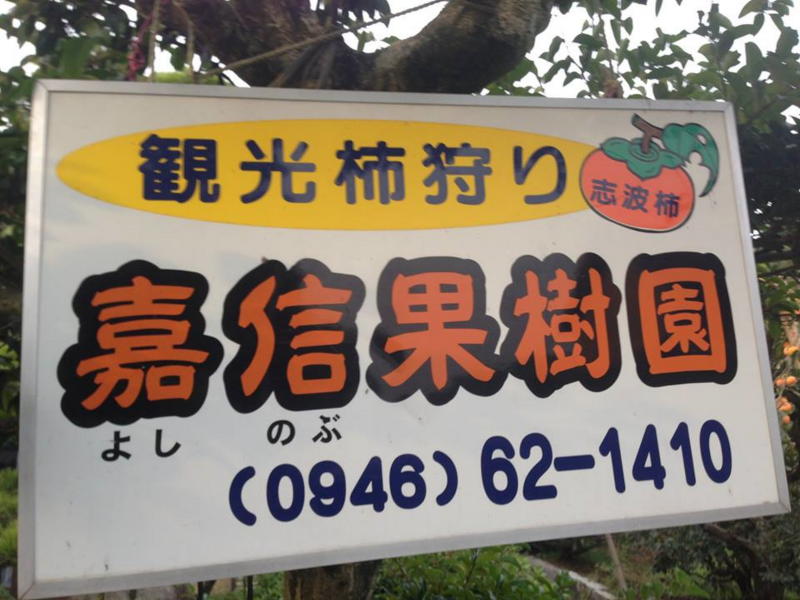 観光柿狩り
志波柿
嘉信果樹園
よし のぶ
(0946)62-1410